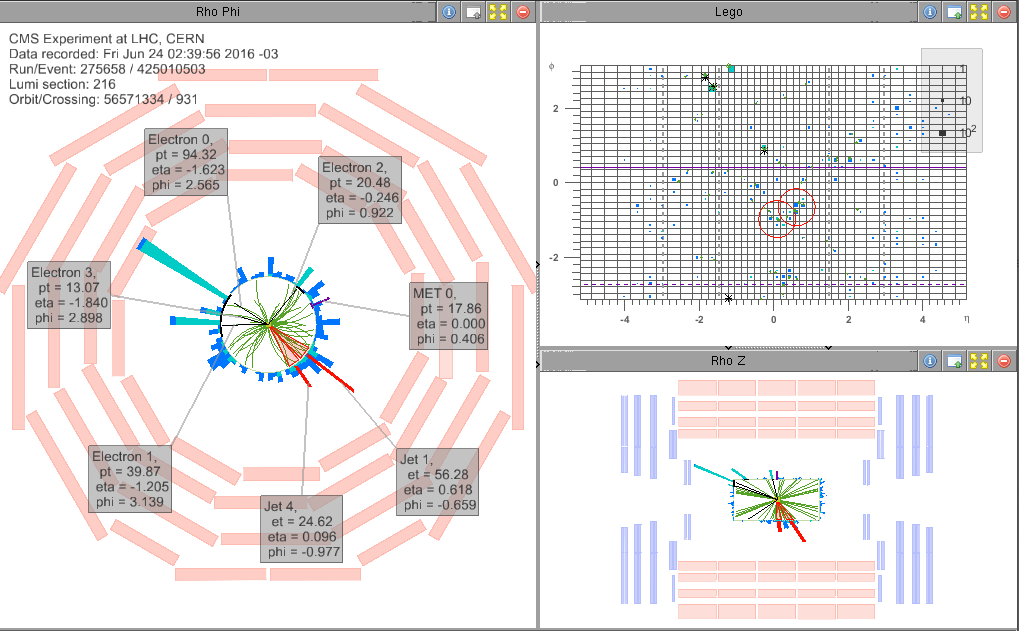 Rho Phi
CMS Experiment at LHC, CERN
Data recorded: Fri Jun 24 02:39:56 2016 -03
Run/Event: 275658 / 425010503
Lumi section: 216
Orbit/Crossing: 56571334 / 931
Electron 0,
pt = 94.32
eta = -1.623
phi = 2.565
Electron 2,
pt = 20.48
eta = -0.246
phi = 0.922
Electron 3,
pt = 13.07
eta = -1.840
phi = 2.898
MET 0,
pt = 17.86
eta = 0.000
phi = 0.406
Electron 1,
pt = 39.87
eta = -1.205
phi = 3.139
Jet 4,
et = 24.62
eta = 0.096
phi = -0.977
Jet 1,
et = 56.28
eta = 0.618
phi = -0.659
Lego
ϕ
1
10
10²
2
0
-2
-4 -2 0 2 4 η
Rho Z